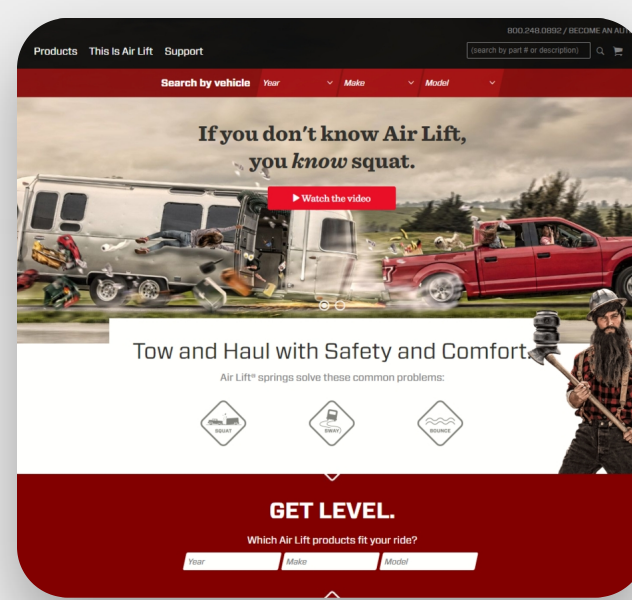 800.248.0892 / BECOME AN AUT
Products This Is Air Lift Support
(search by part # or description)
Search by vehicle Year Make Model
If you don't know Air Lift,
you know squat.
Watch the video
Tow and Haul with Safety and Comfort.
Air Lift® springs solve these common problems:
SQUAT SWAY BOUNCE
GET LEVEL.
Which Air Lift products fit your ride?
Year Make Model